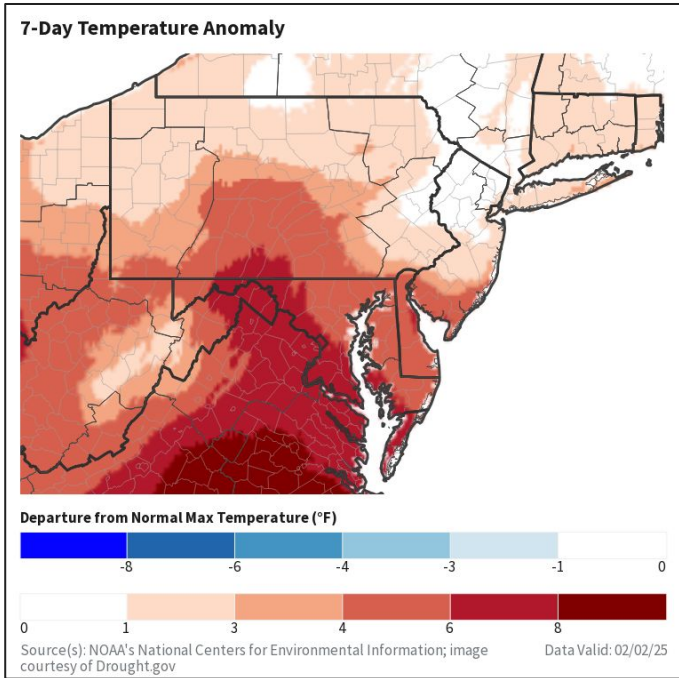 7-Day Temperature Anomaly
Departure from Normal Max Temperature (°F)
-8 -6 -4 -3 -1 0
0 1 3 4 6 8
Source(s): NOAA's National Centers for Environmental Information; image
courtesy of Drought.gov
Data Valid: 02/02/25